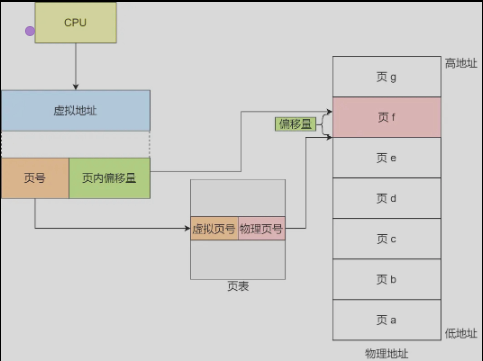 CPU
虚拟地址
页号
页内偏移量
虚拟页号
物理页号
页表
偏移量
高地址
页 g
页 f
页 e
页 d
页 c
页 b
页 a
低地址
物理地址